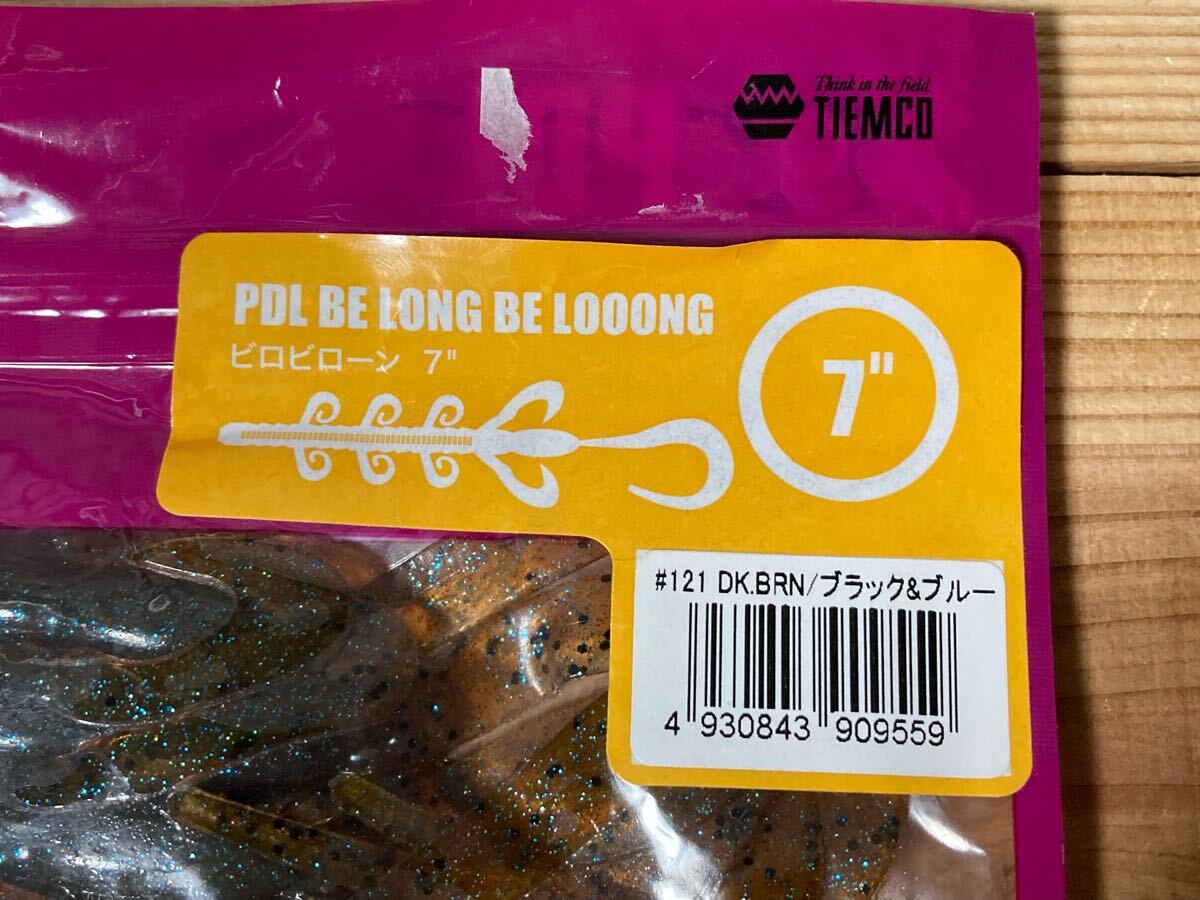 Think in the field.
TIEMCO
PDL BE LONG BE LOOONG
ビロビローン 7"
7"
#121 DK.BRN/ブラック&ブルー
4 930843 909559